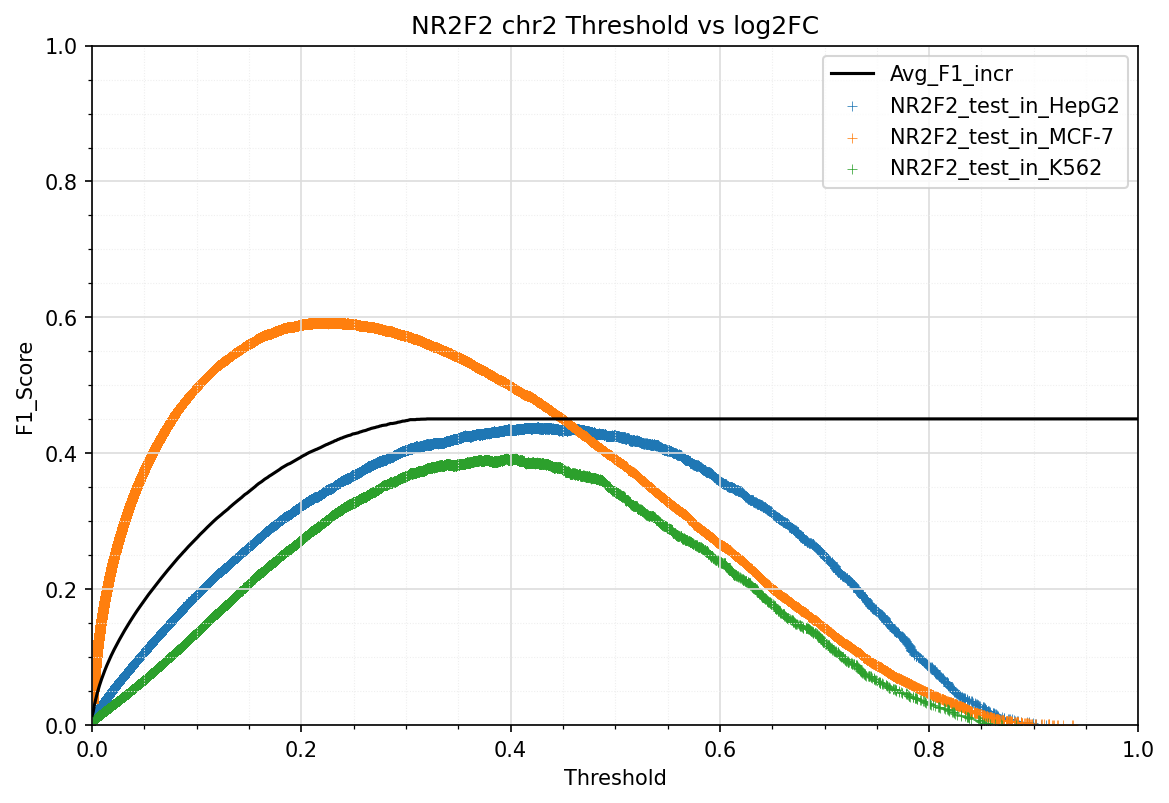 NR2F2 chr2 Threshold vs log2FC
Avg_F1_incr
NR2F2_test_in_HepG2
NR2F2_test_in_MCF-7
NR2F2_test_in_K562
F1_Score
1.0
0.8
0.6
0.4
0.2
0.0
0.0 0.2 0.4 0.6 0.8 1.0
Threshold